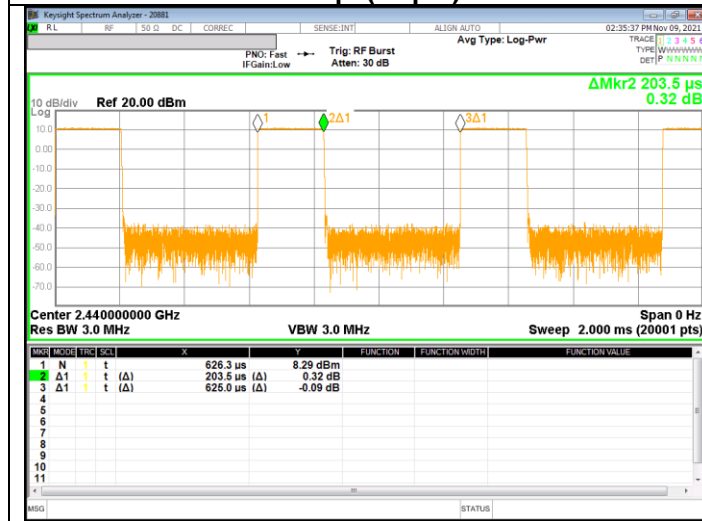 Keysight Spectrum Analyzer - 20881
RL RF 50 Ω DC CORREC SENSE:INT ALIGN AUTO 02:35:37 PM Nov 09, 2021
Avg Type: Log-Pwr
TRACE 1 2 3 4 5 6
PNO: Fast Trig: RF Burst
TYPE WWWWWW
IFGain:Low Atten: 30 dB
DET P N N N N N
ΔMkr2 203.5 µs
0.32 dB
10 dB/div Ref 20.00 dBm
Log
1 2Δ1 3Δ1
10.0
0.00
-10.0
-20.0
-30.0
-40.0
-50.0
-60.0
-70.0
Center 2.440000000 GHz Span 0 Hz
Res BW 3.0 MHz VBW 3.0 MHz Sweep 2.000 ms (20001 pts)
MKR MODE TRC SCL X Y FUNCTION FUNCTION WIDTH FUNCTION VALUE
1 N 1 t 626.3 µs 8.29 dBm
2 Δ1 1 t (Δ) 203.5 µs (Δ) 0.32 dB
3 Δ1 1 t (Δ) 625.0 µs (Δ) -0.09 dB
4
5
6
7
8
9
10
11
MSG STATUS